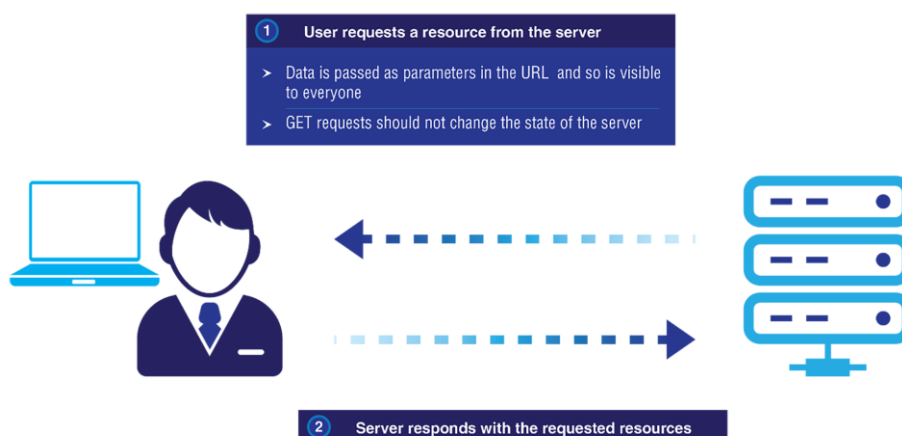 1 User requests a resource from the server
➤ Data is passed as parameters in the URL and so is visible
to everyone
➤ GET requests should not change the state of the server
2 Server responds with the requested resources